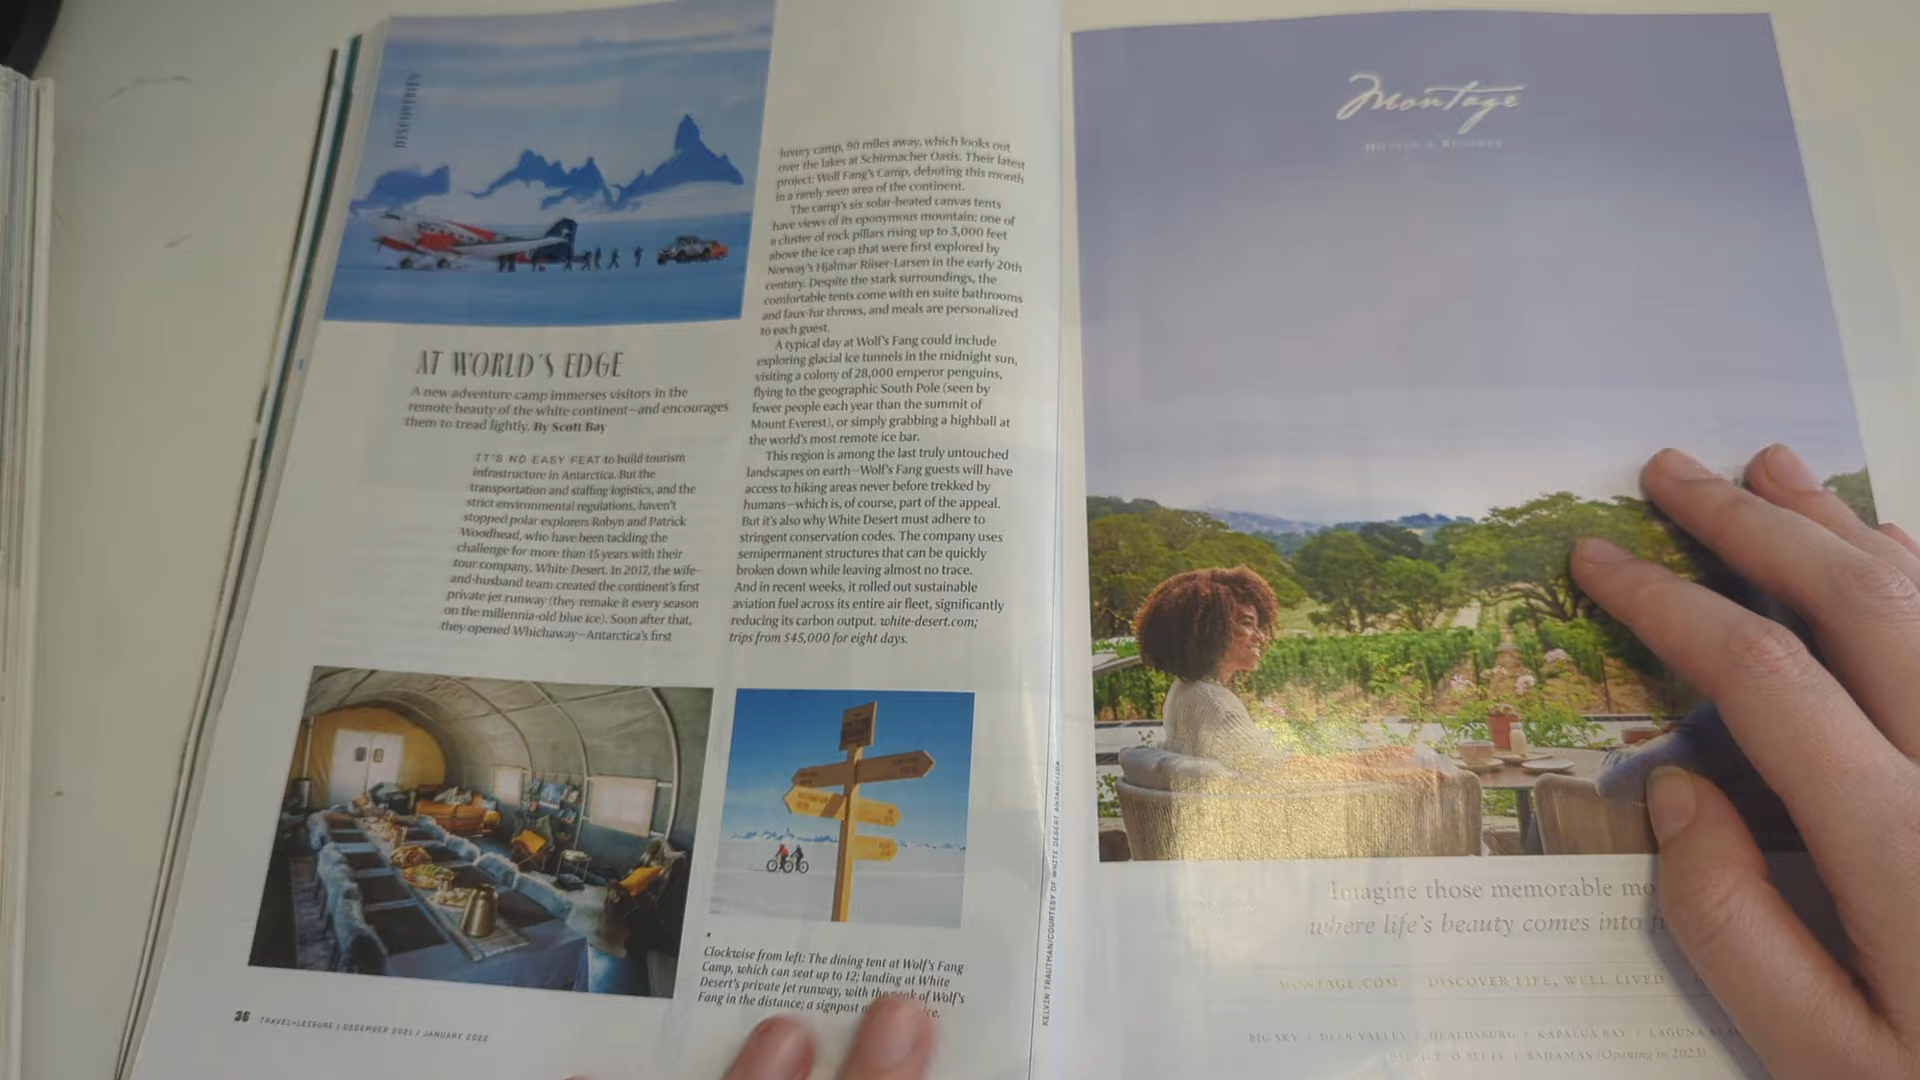 DISCOVERIES
AT WORLD'S EDGE
A new adventure camp immerses visitors in the
remote beauty of the white continent—and encourages
them to tread lightly. By Scott Bay
IT'S NO EASY FEAT to build tourism
infrastructure in Antarctica. But the
transportation and staffing logistics, and the
strict environmental regulations, haven't
stopped polar explorers Robyn and Patrick
Woodhead, who have been tackling the
challenge for more than 15 years with their
tour company, White Desert. In 2017, the wife-
and-husband team created the continent's first
private jet runway (they remake it every season
on the millennia-old blue ice). Soon after that,
they opened Whichaway—Antarctica's first
luxury camp, 90 miles away, which looks out
over the lakes at Schirmacher Oasis. Their latest
project: Wolf Fang's Camp, debuting this month
in a rarely seen area of the continent.
The camp's six solar-heated canvas tents
have views of its eponymous mountain: one of
a cluster of rock pillars rising up to 3,000 feet
above the ice cap that were first explored by
Norway's Hjalmar Riiser-Larsen in the early 20th
century. Despite the stark surroundings, the
comfortable tents come with en suite bathrooms
and faux-fur throws, and meals are personalized
to each guest.
A typical day at Wolf's Fang could include
exploring glacial ice tunnels in the midnight sun,
visiting a colony of 28,000 emperor penguins,
flying to the geographic South Pole (seen by
fewer people each year than the summit of
Mount Everest), or simply grabbing a highball at
the world's most remote ice bar.
This region is among the last truly untouched
landscapes on earth—Wolf's Fang guests will have
access to hiking areas never before trekked by
humans—which is, of course, part of the appeal.
But it's also why White Desert must adhere to
stringent conservation codes. The company uses
semipermanent structures that can be quickly
broken down while leaving almost no trace.
And in recent weeks, it rolled out sustainable
aviation fuel across its entire air fleet, significantly
reducing its carbon output. white-desert.com;
trips from $45,000 for eight days.
Clockwise from left: The dining tent at Wolf's Fang
Camp, which can seat up to 12; landing at White
Desert's private jet runway, with the peak of Wolf's
Fang in the distance; a signpost ice.
KELVIN TRAUTMAN/COURTESY OF WHITE DESERT ANTARCTICA
36 TRAVEL+LEISURE | DECEMBER 2021 / JANUARY 2022
Montage
HOTELS & RESORTS
Imagine those memorable mo
where life's beauty comes into
MONTAGE.COM DISCOVER LIFE, WELL LIVED
BIG SKY | DEER VALLEY | HEALDSBURG | KAPALUA BAY | LAGUNA
BLUFF | BAHAMAS (Opening in 2023)